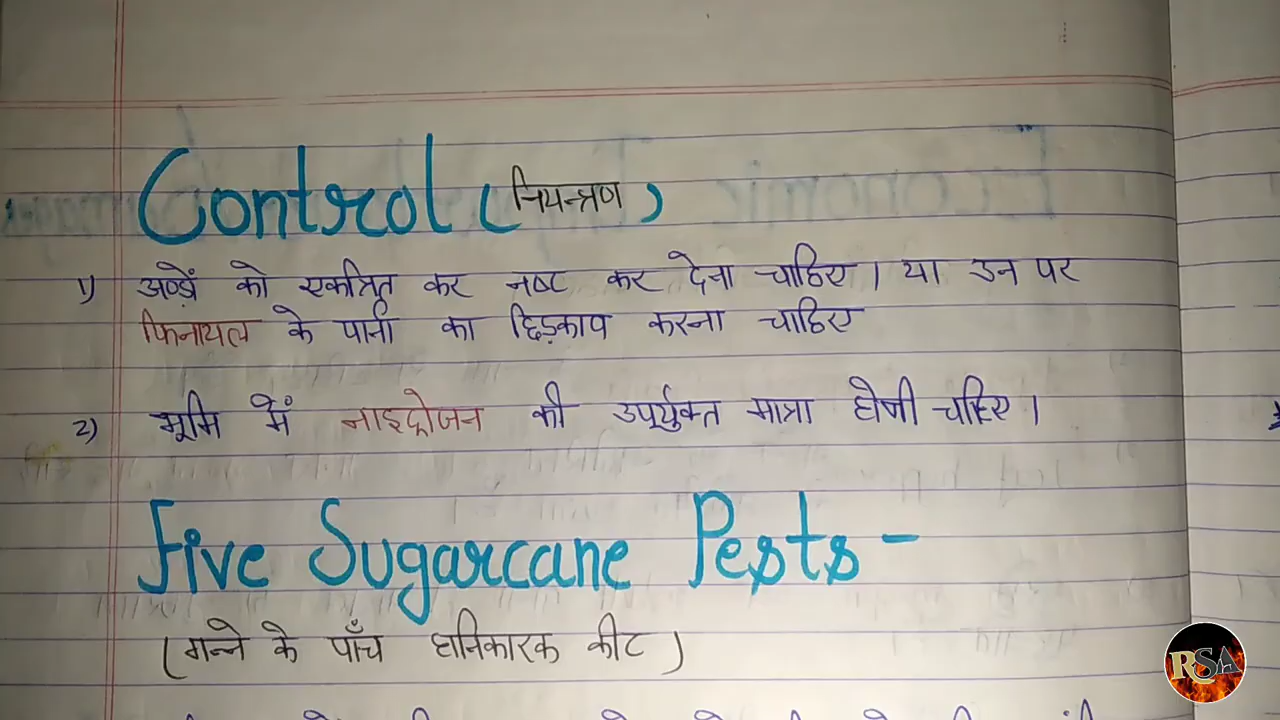 Control (नियन्त्रण)
1) अण्ड़ें को एकत्रित कर नष्ट कर देना चाहिए। या उन पर
फिनायल के पानी का छिड़काव करना चाहिए
2) भूमि में नाइट्रोजन की उपर्युक्त मात्रा होनी चहिए।
Five Sugarcane Pests -
(गन्ने के पाँच हानिकारक कीट)
RSA